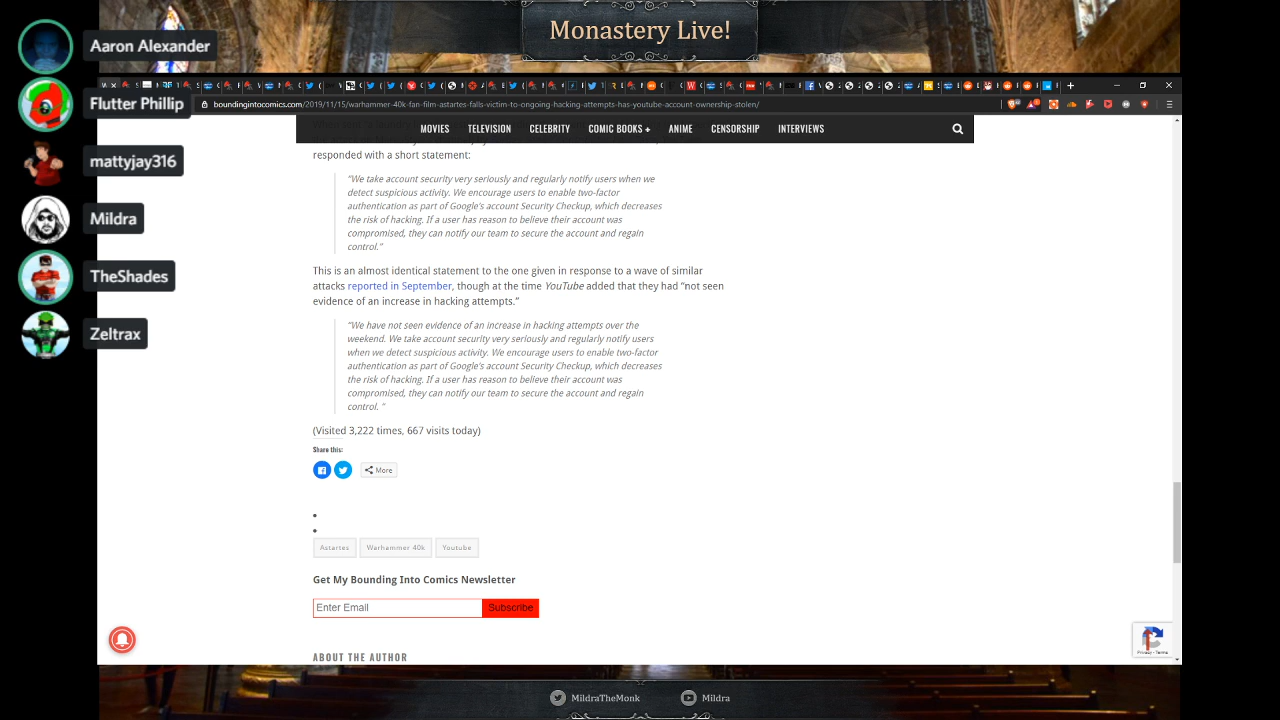 Monastery Live!
Aaron Alexander
Flutter Phillip
mattyjay316
Mildra
TheShades
Zeltrax
boundingintocomics.com/2019/11/15/warhammer-40k-fan-film-astartes-falls-victim-to-ongoing-hacking-attempts-has-youtube-account-ownership-stolen/
MOVIES TELEVISION CELEBRITY COMIC BOOKS + ANIME CENSORSHIP INTERVIEWS
responded with a short statement:
“We take account security very seriously and regularly notify users when we
detect suspicious activity. We encourage users to enable two-factor
authentication as part of Google’s account Security Checkup, which decreases
the risk of hacking. If a user has reason to believe their account was
compromised, they can notify our team to secure the account and regain
control.”
This is an almost identical statement to the one given in response to a wave of similar
attacks reported in September, though at the time YouTube added that they had “not seen
evidence of an increase in hacking attempts.”
“We have not seen evidence of an increase in hacking attempts over the
weekend. We take account security very seriously and regularly notify users
when we detect suspicious activity. We encourage users to enable two-factor
authentication as part of Google’s account Security Checkup, which decreases
the risk of hacking. If a user has reason to believe their account was
compromised, they can notify our team to secure the account and regain
control. ”
(Visited 3,222 times, 667 visits today)
Share this:
More
Astartes Warhammer 40k Youtube
Get My Bounding Into Comics Newsletter
Enter Email Subscribe
Privacy - Terms
ABOUT THE AUTHOR
MildraTheMonk Mildra